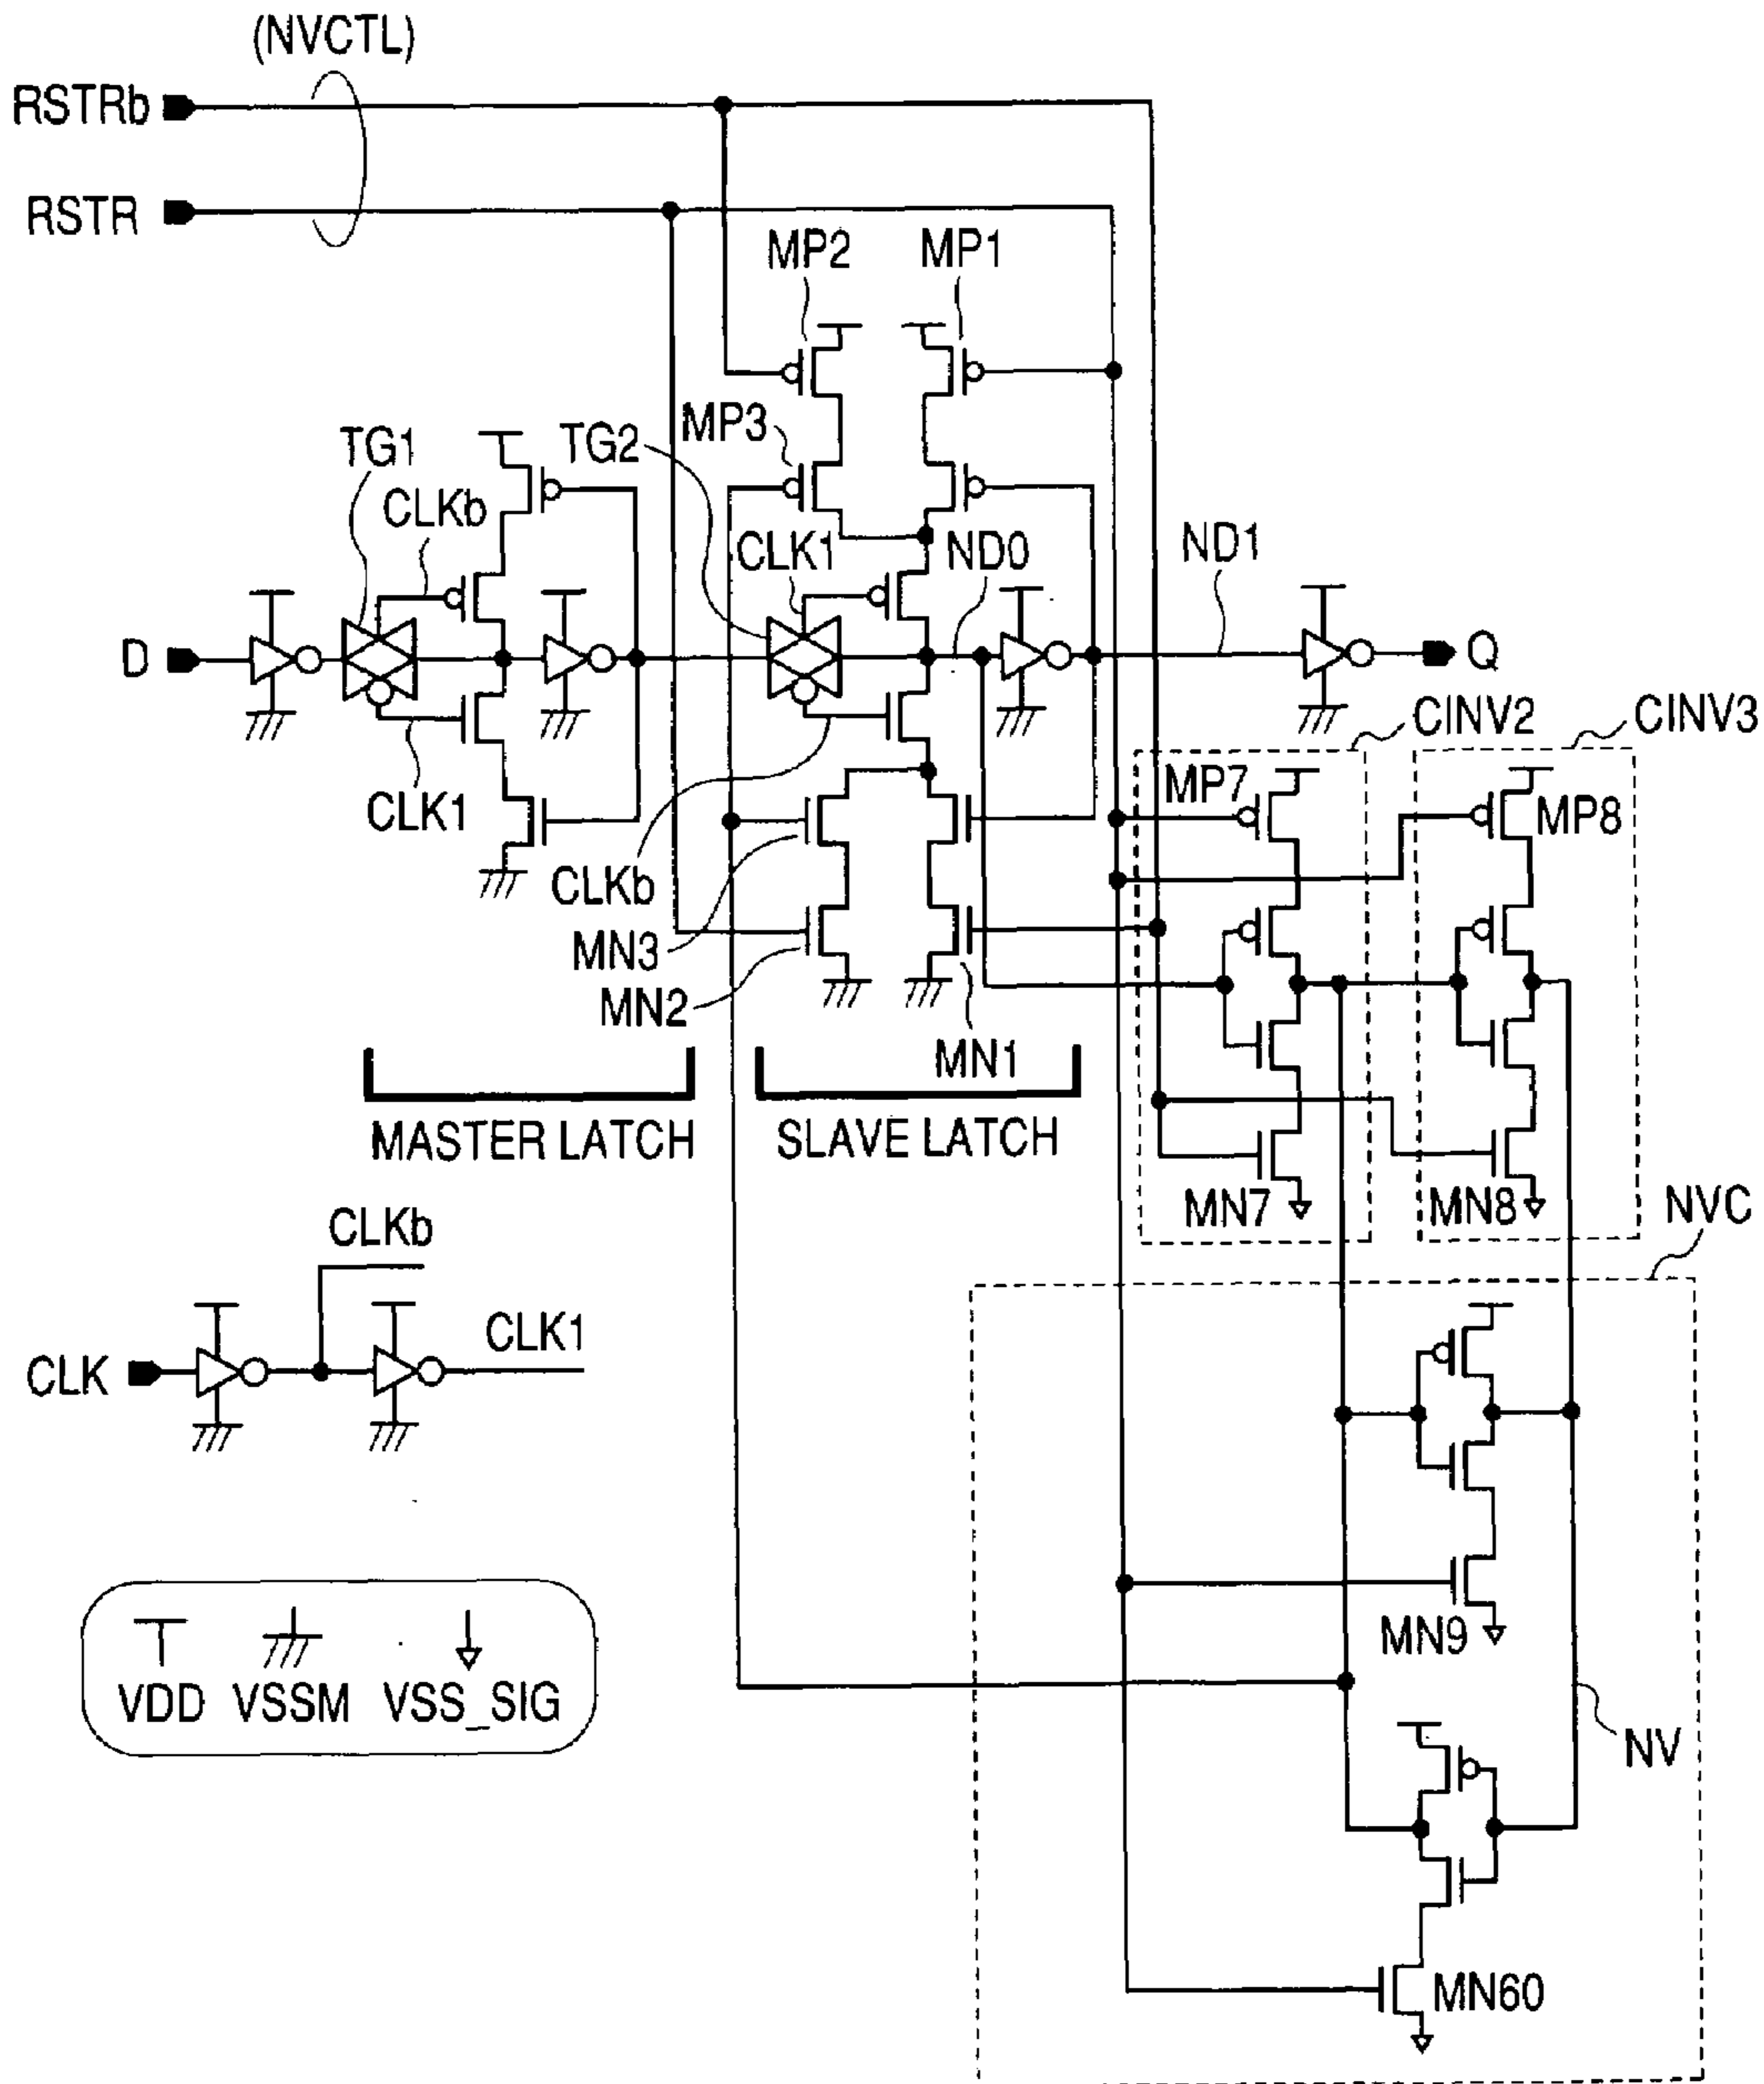 (NVCTL)
RSTRb
RSTR
MP2
MP1
MP3
TG1
TG2
CLKb
CLK1
ND0
ND1
D
Q
CINV2
CINV3
MP7
MP8
CLK1
CLKb
MN3
MN2
MN1
MASTER LATCH
SLAVE LATCH
MN7
MN8
NVC
CLKb
CLK
CLK1
MN9
VDD
VSSM
VSS_SIG
NV
MN60